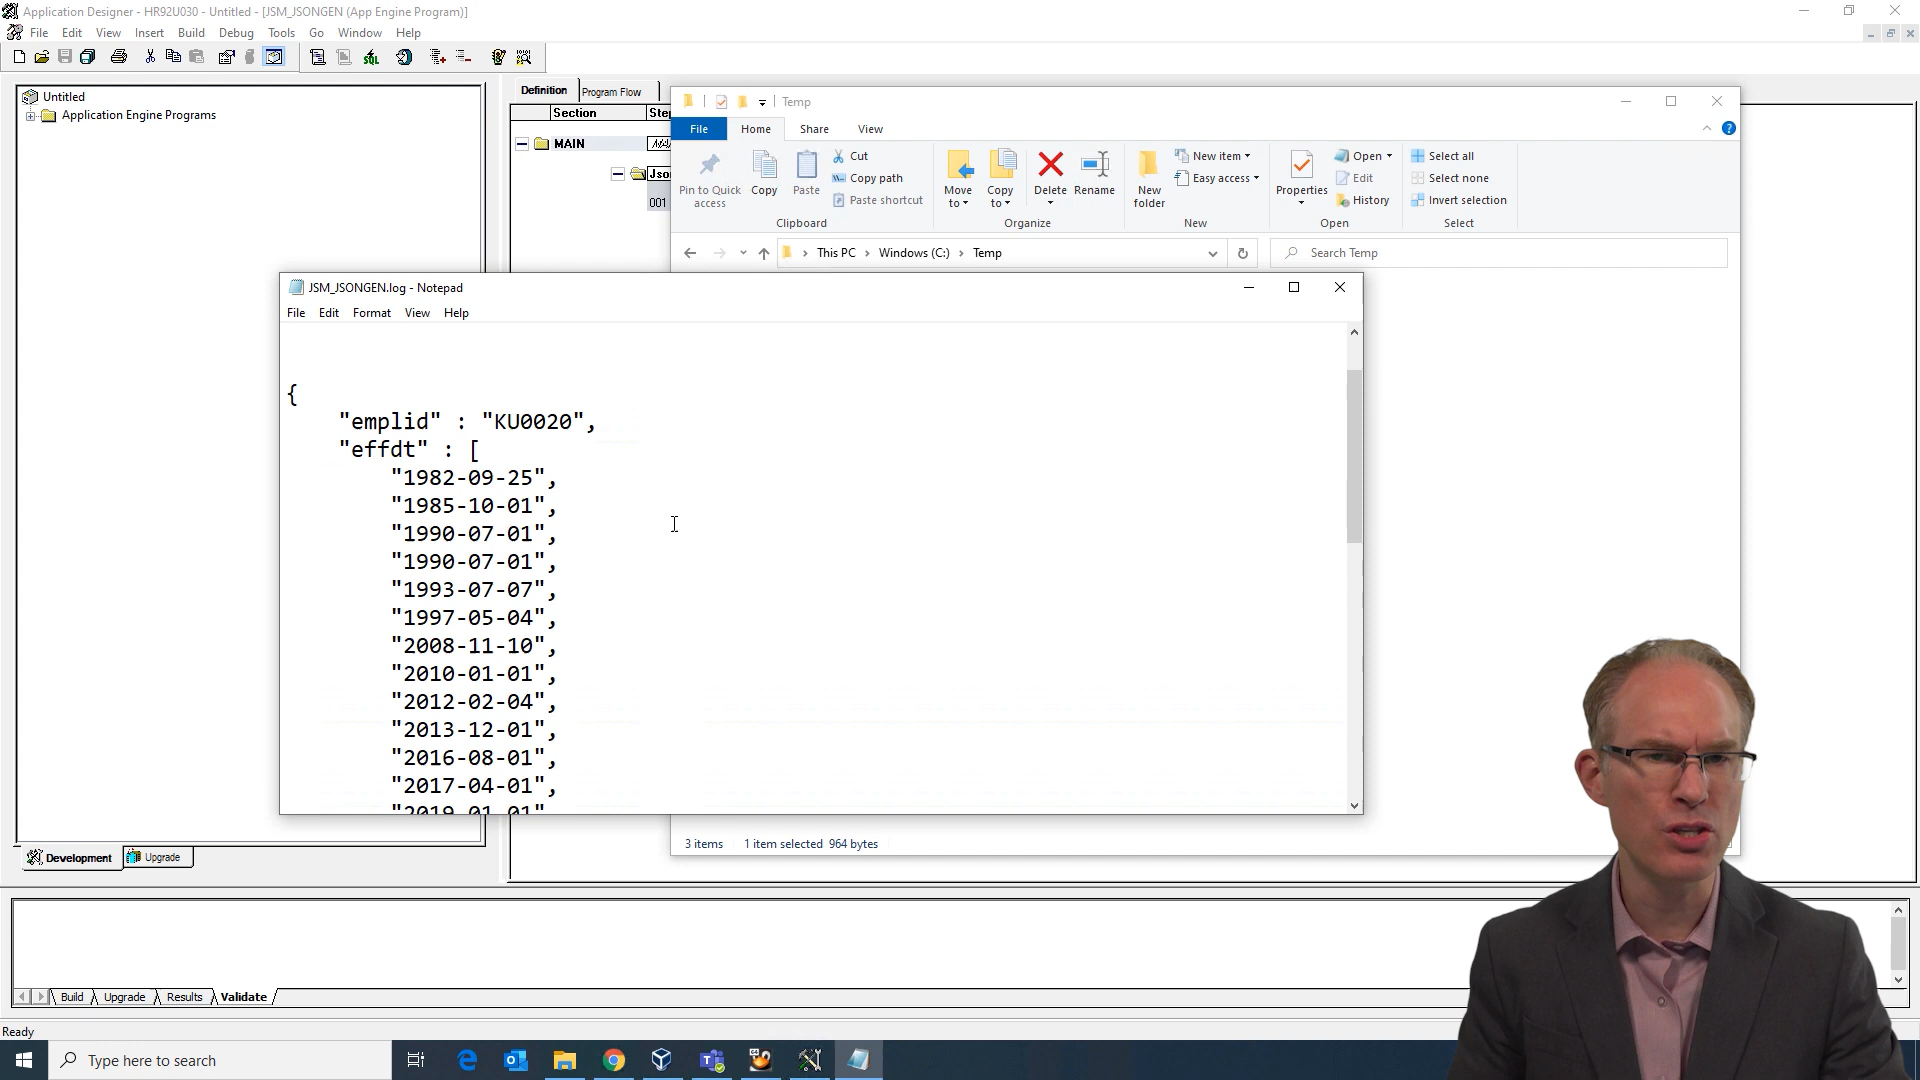 Application Designer - HR92U030 - Untitled - [JSM_JSONGEN (App Engine Program)]
File Edit View Insert Build Debug Tools Go Window Help
Untitled
Application Engine Programs
Definition Program Flow
Section Step
MAIN
001
Temp
File Home Share View
Pin to Quick access
Copy
Paste
Cut
Copy path
Paste shortcut
Clipboard
Move to
Copy to
Delete
Rename
Organize
New folder
New item
Easy access
New
Properties
Open
Edit
History
Open
Select all
Select none
Invert selection
Select
This PC > Windows (C:) > Temp
Search Temp
JSM_JSONGEN.log - Notepad
File Edit Format View Help
{
"emplid" : "KU0020",
"effdt" : [
"1982-09-25",
"1985-10-01",
"1990-07-01",
"1990-07-01",
"1993-07-07",
"1997-05-04",
"2008-11-10",
"2010-01-01",
"2012-02-04",
"2013-12-01",
"2016-08-01",
"2017-04-01",
"2019-01-01"
3 items 1 item selected 964 bytes
Development Upgrade
Build Upgrade Results Validate
Ready
Type here to search